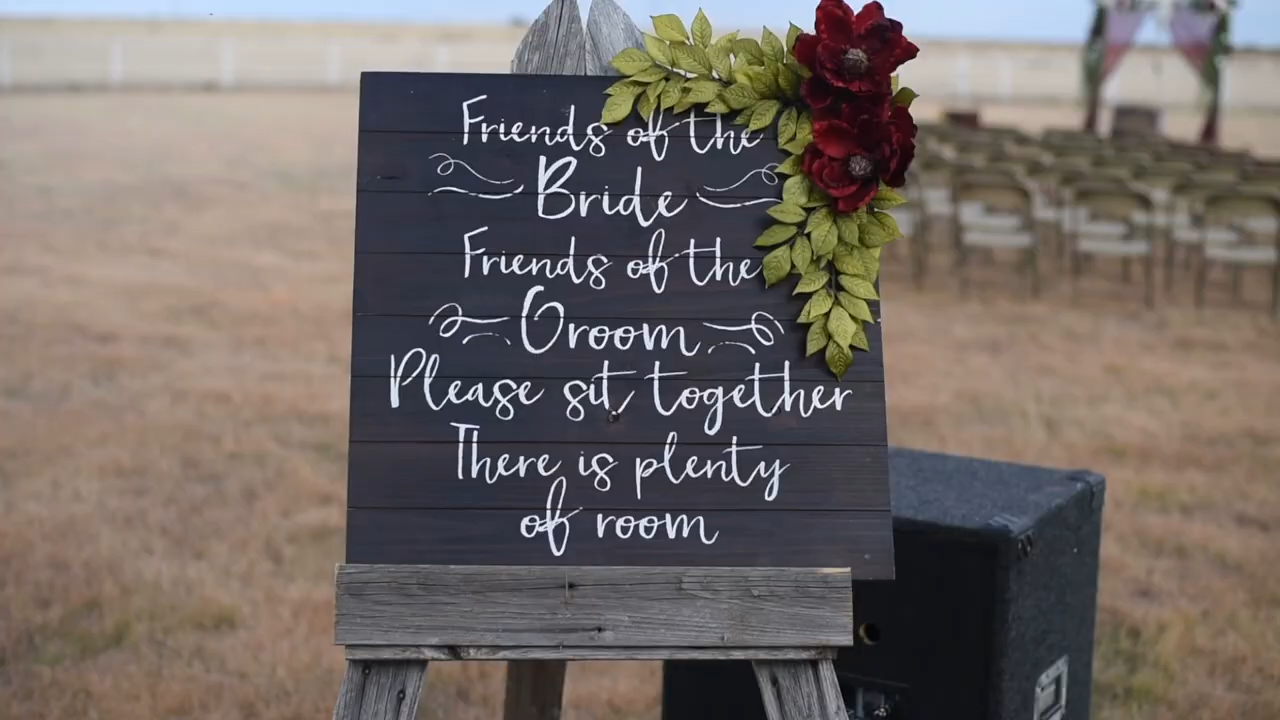 Friends of the
Bride
Friends of the
Groom
Please sit together
There is plenty
of room